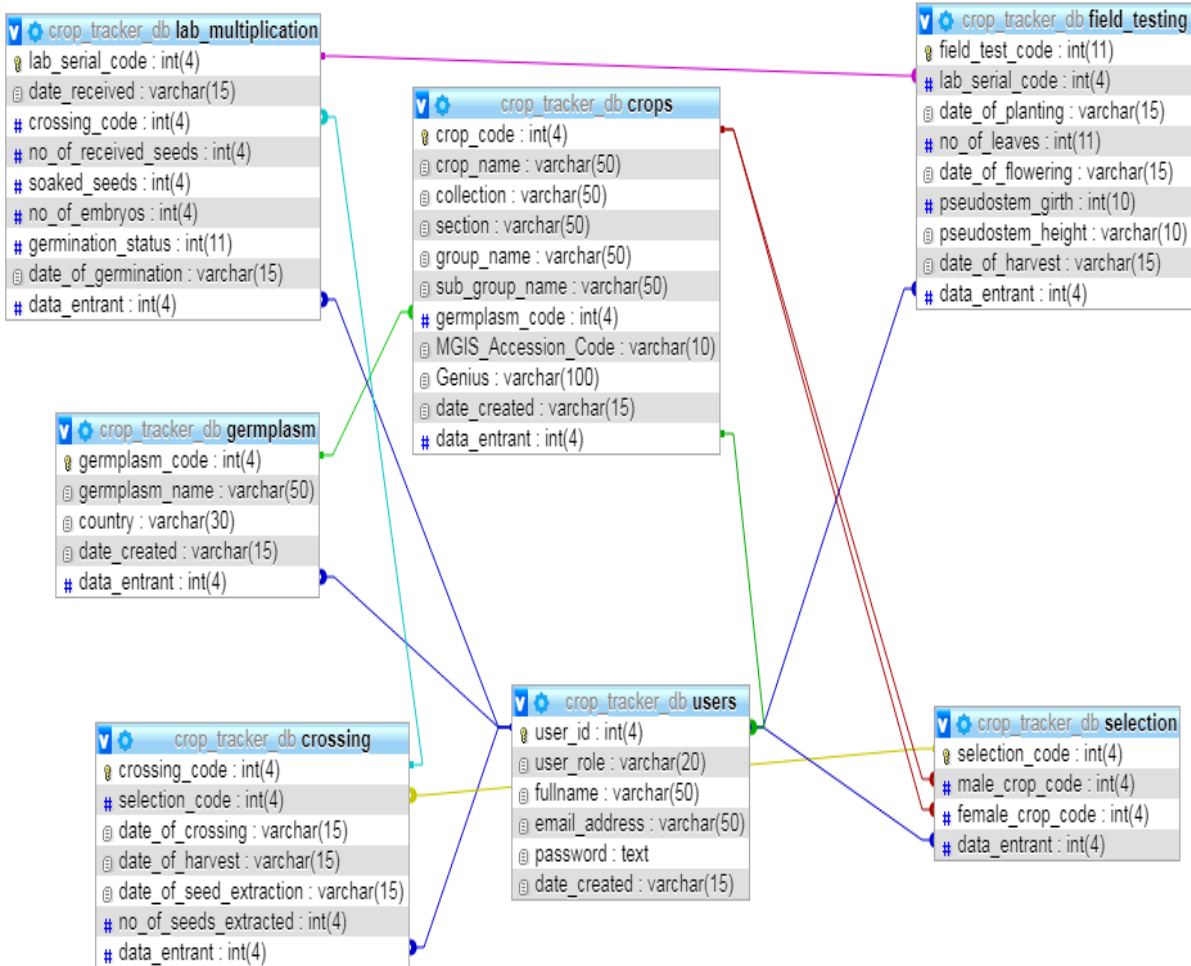 crop_tracker_db lab_multiplication
lab_serial_code : int(4)
date_received : varchar(15)
crossing_code : int(4)
no_of_received_seeds : int(4)
soaked_seeds : int(4)
no_of_embryos : int(4)
germination_status : int(11)
date_of_germination : varchar(15)
data_entrant : int(4)
crop_tracker_db crops
crop_code : int(4)
crop_name : varchar(50)
collection : varchar(50)
section : varchar(50)
group_name : varchar(50)
sub_group_name : varchar(50)
germplasm_code : int(4)
MGIS_Accession_Code : varchar(10)
Genius : varchar(100)
date_created : varchar(15)
data_entrant : int(4)
crop_tracker_db field_testing
field_test_code : int(11)
lab_serial_code : int(4)
date_of_planting : varchar(15)
no_of_leaves : int(11)
date_of_flowering : varchar(15)
pseudostem_girth : int(10)
pseudostem_height : varchar(10)
date_of_harvest : varchar(15)
data_entrant : int(4)
crop_tracker_db germplasm
germplasm_code : int(4)
germplasm_name : varchar(50)
country : varchar(30)
date_created : varchar(15)
data_entrant : int(4)
crop_tracker_db crossing
crossing_code : int(4)
selection_code : int(4)
date_of_crossing : varchar(15)
date_of_harvest : varchar(15)
date_of_seed_extraction : varchar(15)
no_of_seeds_extracted : int(4)
data_entrant : int(4)
crop_tracker_db users
user_id : int(4)
user_role : varchar(20)
fullname : varchar(50)
email_address : varchar(50)
password : text
date_created : varchar(15)
crop_tracker_db selection
selection_code : int(4)
male_crop_code : int(4)
female_crop_code : int(4)
data_entrant : int(4)